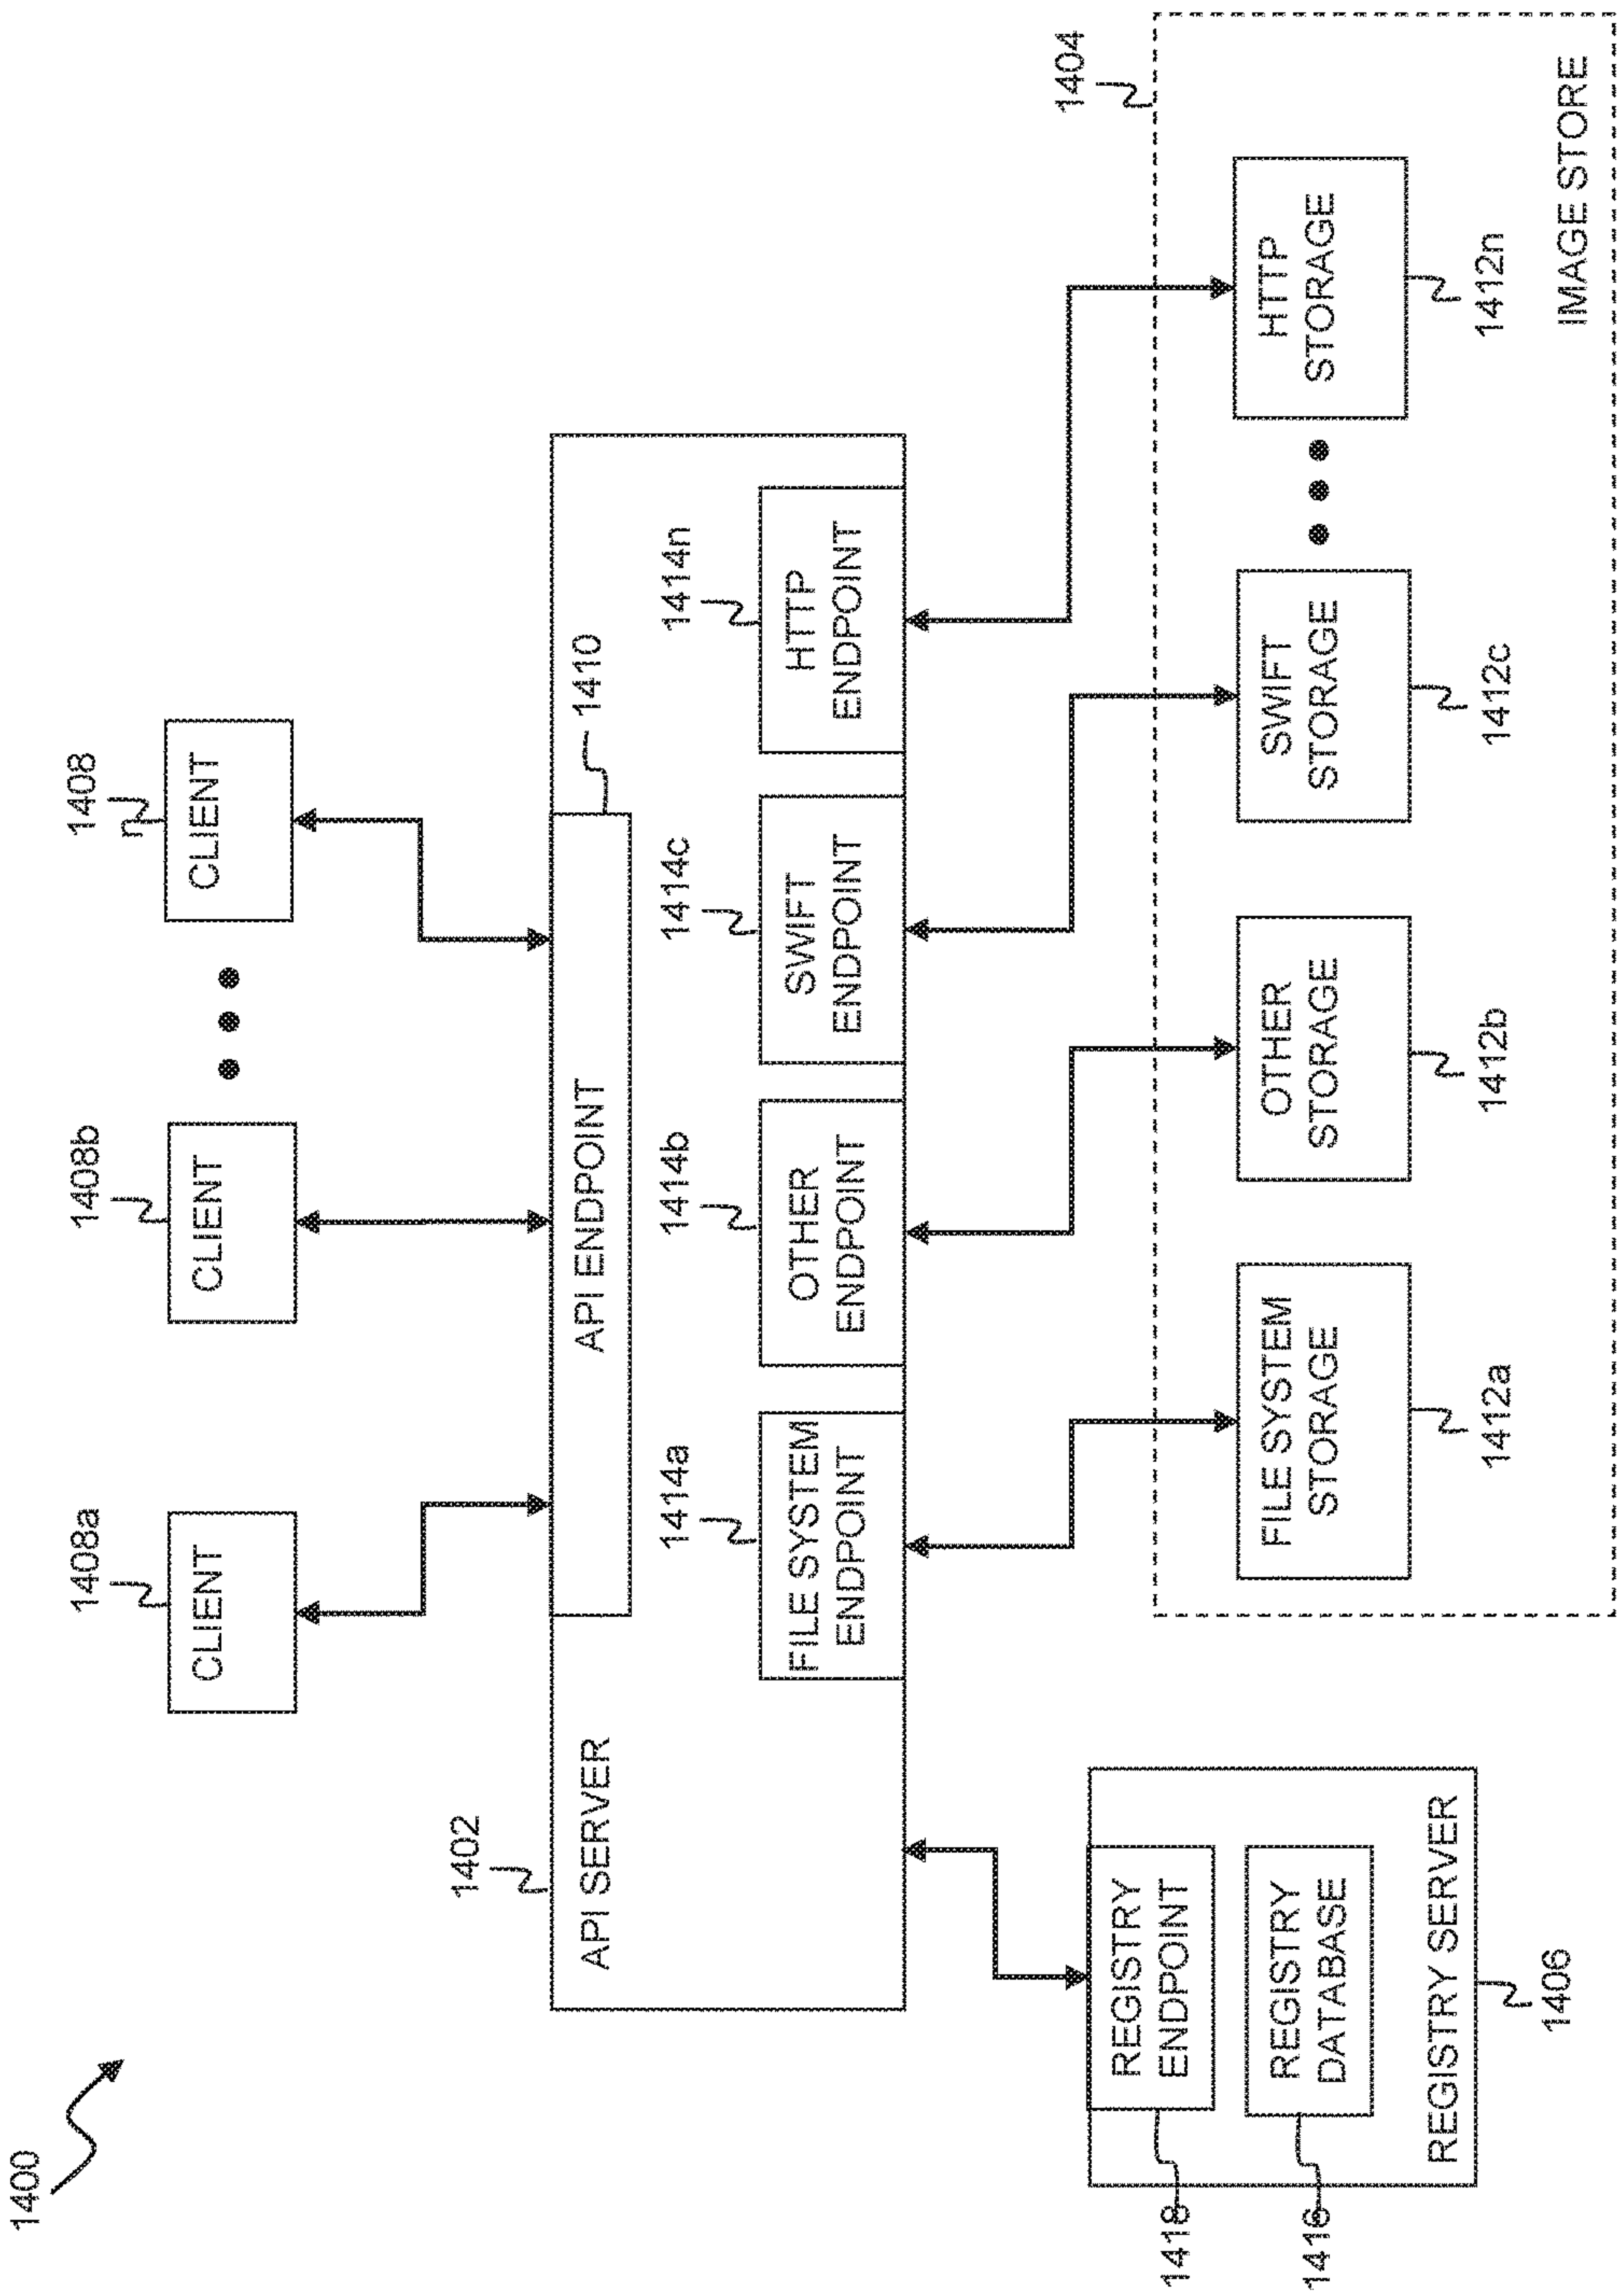 1400
1408a
1408b
1408
CLIENT
CLIENT
CLIENT
1402
API SERVER
API ENDPOINT
1410
1414a
1414b
1414c
1414n
FILE SYSTEM
ENDPOINT
OTHER
ENDPOINT
SWIFT
ENDPOINT
HTTP
ENDPOINT
1404
REGISTRY
ENDPOINT
1418
REGISTRY
DATABASE
1416
REGISTRY SERVER
1406
FILE SYSTEM
STORAGE
OTHER
STORAGE
SWIFT
STORAGE
HTTP
STORAGE
1412a
1412b
1412c
1412n
IMAGE STORE